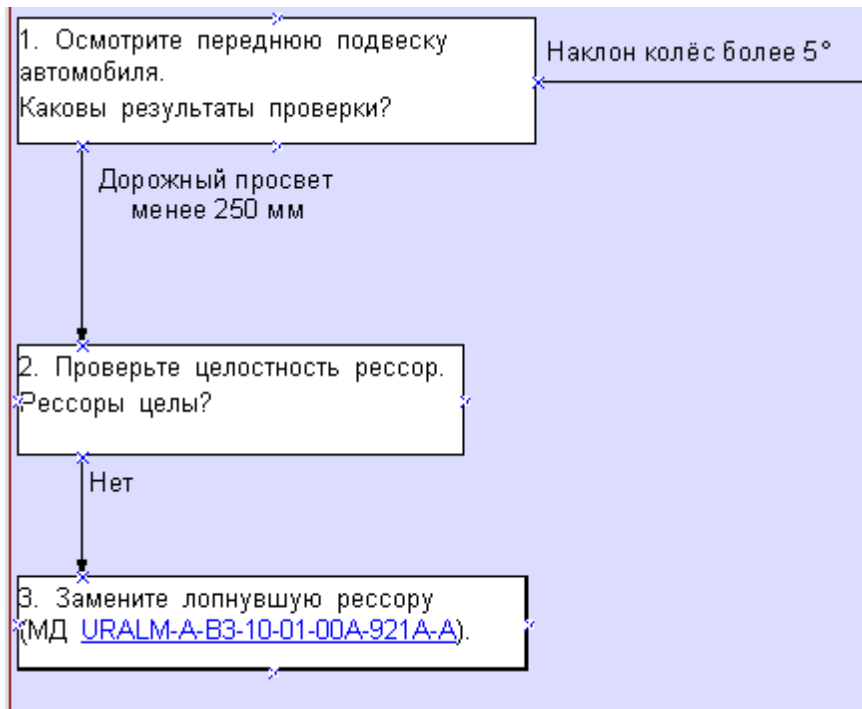 1. Осмотрите переднюю подвеску
автомобиля.
Каковы результаты проверки?
Наклон колёс более 5°
Дорожный просвет
менее 250 мм
2. Проверьте целостность рессор.
Рессоры целы?
Нет
3. Замените лопнувшую рессору
(МД URALM-A-B3-10-01-00A-921A-A).